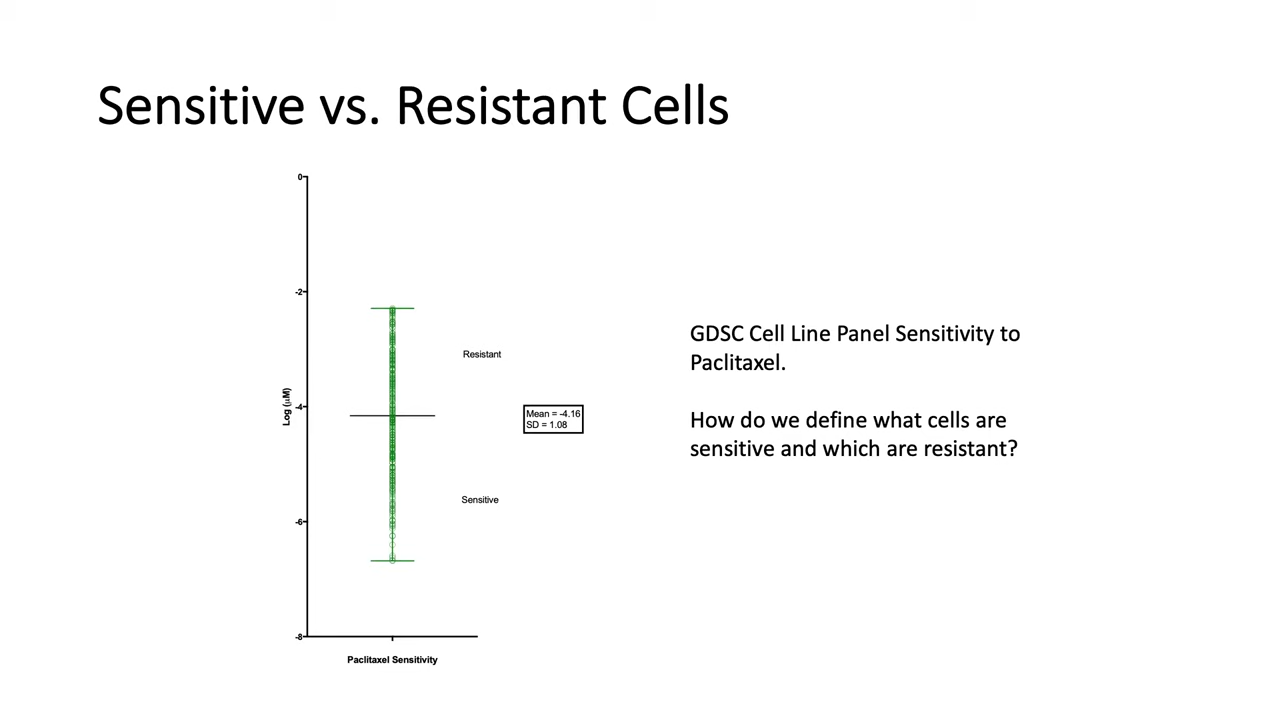 Sensitive vs. Resistant Cells
0
-2
-4
-6
-8
Log (μM)
Resistant
Mean = -4.16
SD = 1.08
Sensitive
Paclitaxel Sensitivity
GDSC Cell Line Panel Sensitivity to
Paclitaxel.
How do we define what cells are
sensitive and which are resistant?